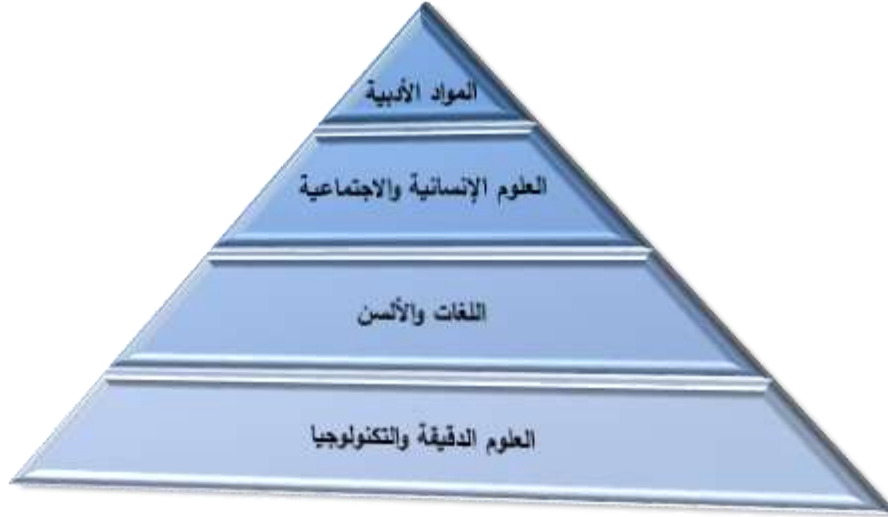 المواد الأدبية
العلوم الإنسانية والاجتماعية
اللغات والألسن
العلوم الدقيقة والتكنولوجيا